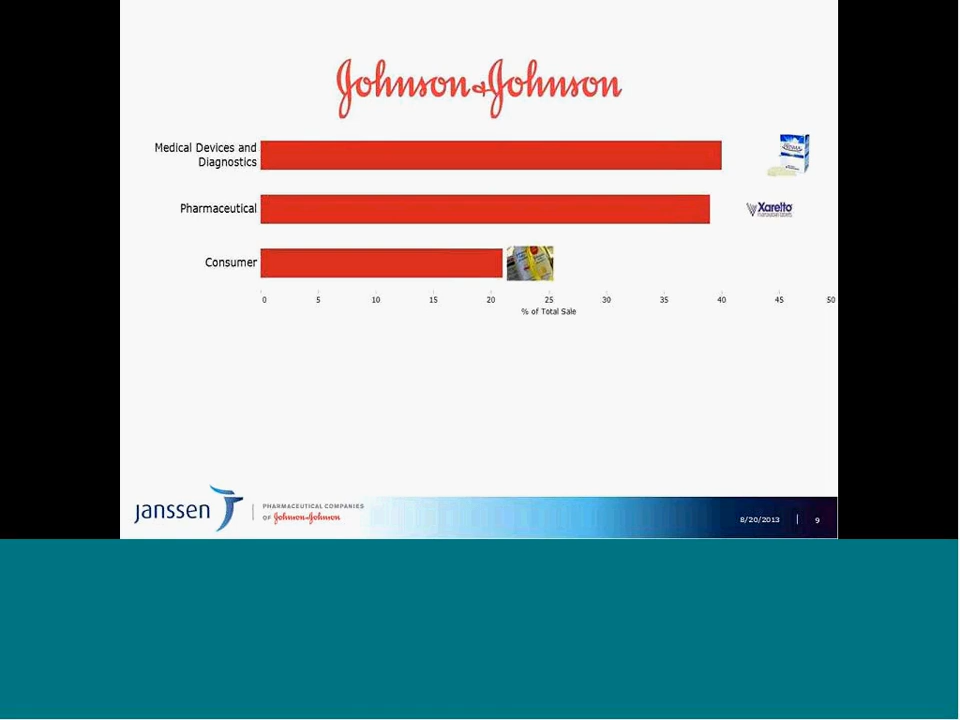 Johnson & Johnson
Medical Devices and
Diagnostics
Pharmaceutical
Xarelto
Consumer
0 5 10 15 20 25 30 35 40 45 50
% of Total Sale
janssen
PHARMACEUTICAL COMPANIES
OF Johnson & Johnson
8/20/2013 | 9